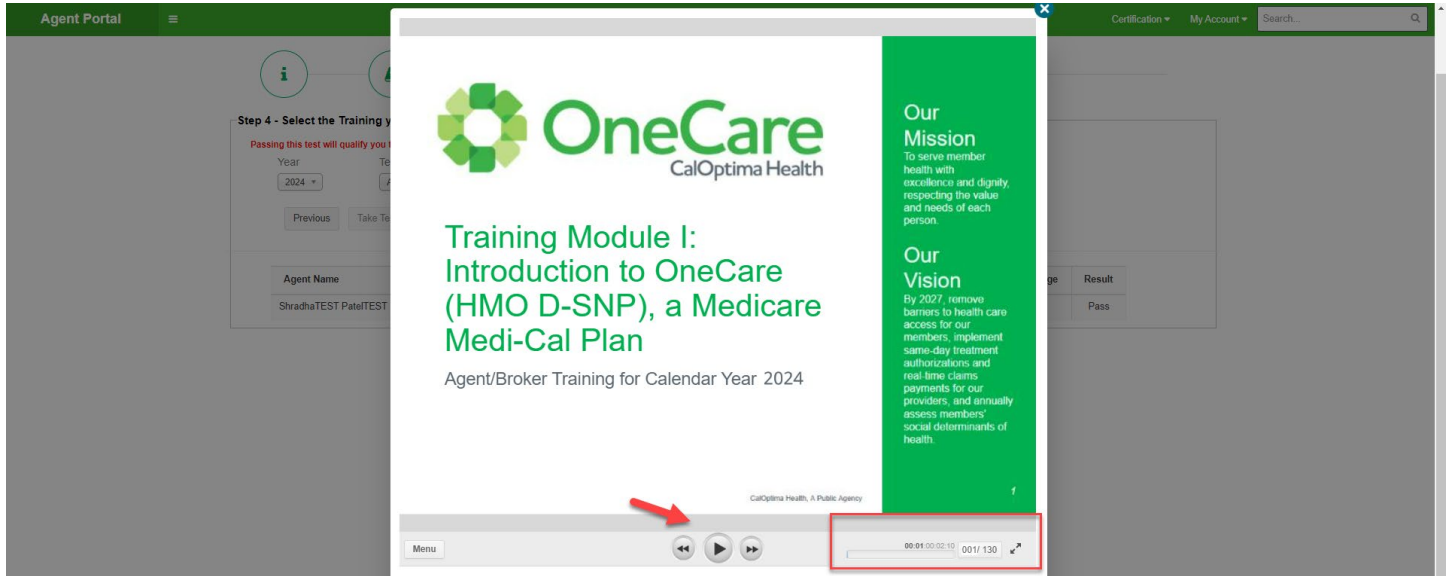 Agent Portal
Certification
My Account
Search...
Step 4 - Select the Training y
Passing this test will qualify you t
Year
Te
2024
A
Previous
Take Te
Agent Name
ge
Result
ShradhaTEST PatelTEST
Pass
OneCare
CalOptima Health
Training Module I:
Introduction to OneCare
(HMO D-SNP), a Medicare
Medi-Cal Plan
Agent/Broker Training for Calendar Year 2024
CalOptima Health, A Public Agency
Our
Mission
To serve member
health with
excellence and dignity,
respecting the value
and needs of each
person.
Our
Vision
By 2027, remove
barriers to health care
access for our
members, implement
same-day treatment
authorizations and
real-time claims
payments for our
providers, and annually
assess members'
social determinants of
health.
1
Menu
00:01:00:02:10
001/ 130